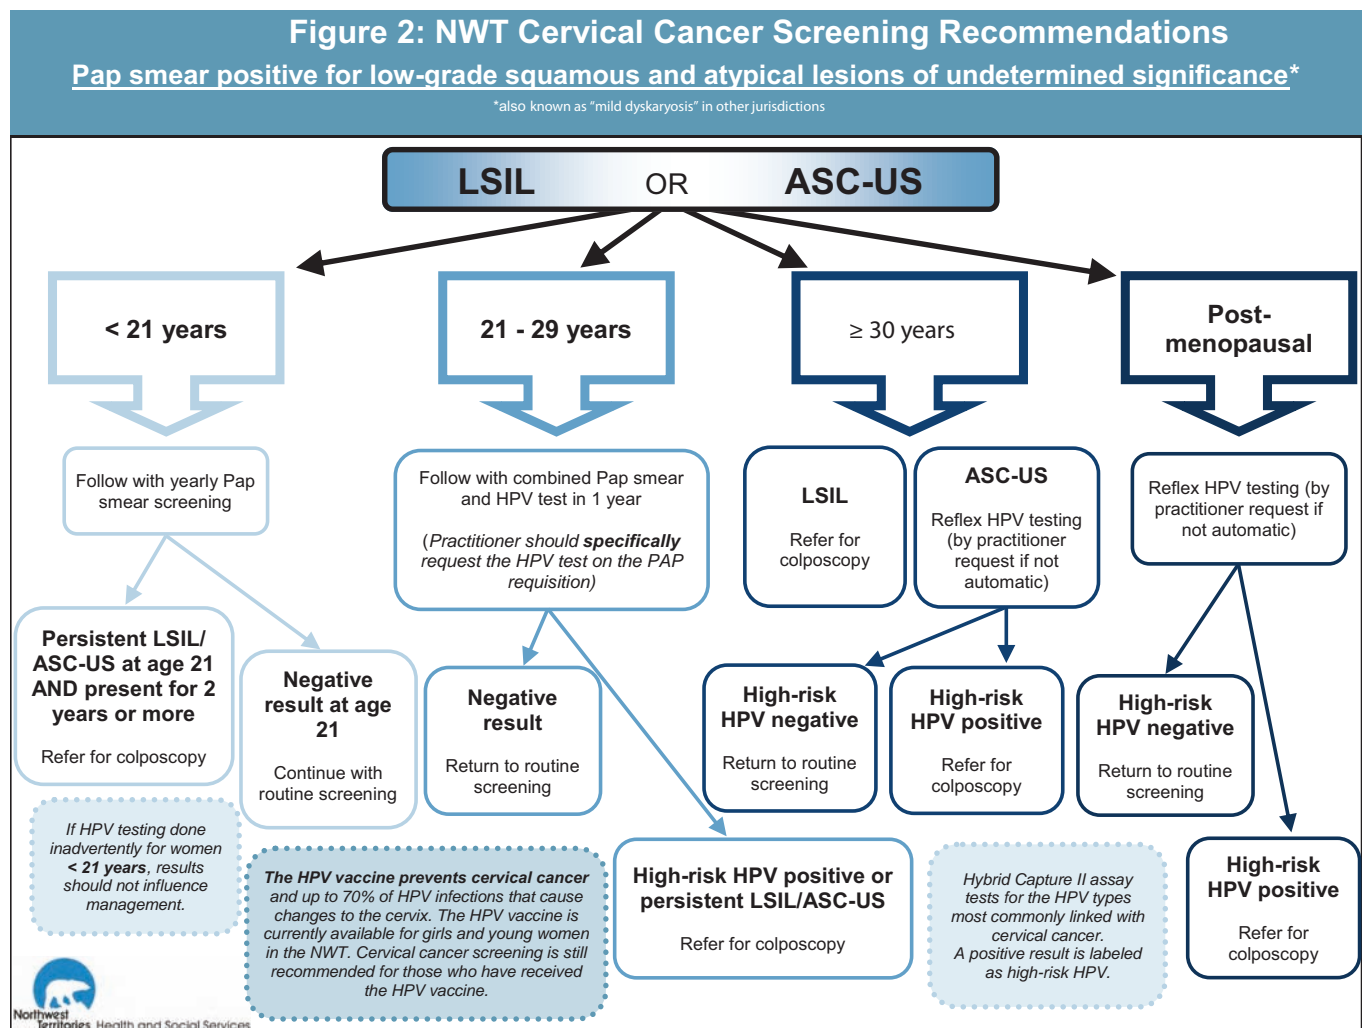 Figure 2: NWT Cervical Cancer Screening Recommendations
Pap smear positive for low-grade squamous and atypical lesions of undetermined significance*
*also known as “mild dyskaryosis” in other jurisdictions
LSIL OR ASC-US
< 21 years
21 - 29 years
≥ 30 years
Post-
menopausal
Follow with yearly Pap
smear screening
Follow with combined Pap smear
and HPV test in 1 year
(Practitioner should specifically
request the HPV test on the PAP
requisition)
LSIL
Refer for
colposcopy
ASC-US
Reflex HPV testing
(by practitioner
request if not
automatic)
Reflex HPV testing (by
practitioner request if
not automatic)
Persistent LSIL/
ASC-US at age 21
AND present for 2
years or more
Refer for colposcopy
Negative
result at age
21
Continue with
routine screening
Negative
result
Return to routine
screening
High-risk
HPV negative
Return to routine
screening
High-risk
HPV positive
Refer for
colposcopy
High-risk
HPV negative
Return to routine
screening
If HPV testing done
inadvertently for women
< 21 years, results
should not influence
management.
The HPV vaccine prevents cervical cancer
and up to 70% of HPV infections that cause
changes to the cervix. The HPV vaccine is
currently available for girls and young women
in the NWT. Cervical cancer screening is still
recommended for those who have received
the HPV vaccine.
High-risk HPV positive or
persistent LSIL/ASC-US
Refer for colposcopy
Hybrid Capture II assay
tests for the HPV types
most commonly linked with
cervical cancer.
A positive result is labeled
as high-risk HPV.
High-risk
HPV positive
Refer for
colposcopy
Northwest
Territories Health and Social Services